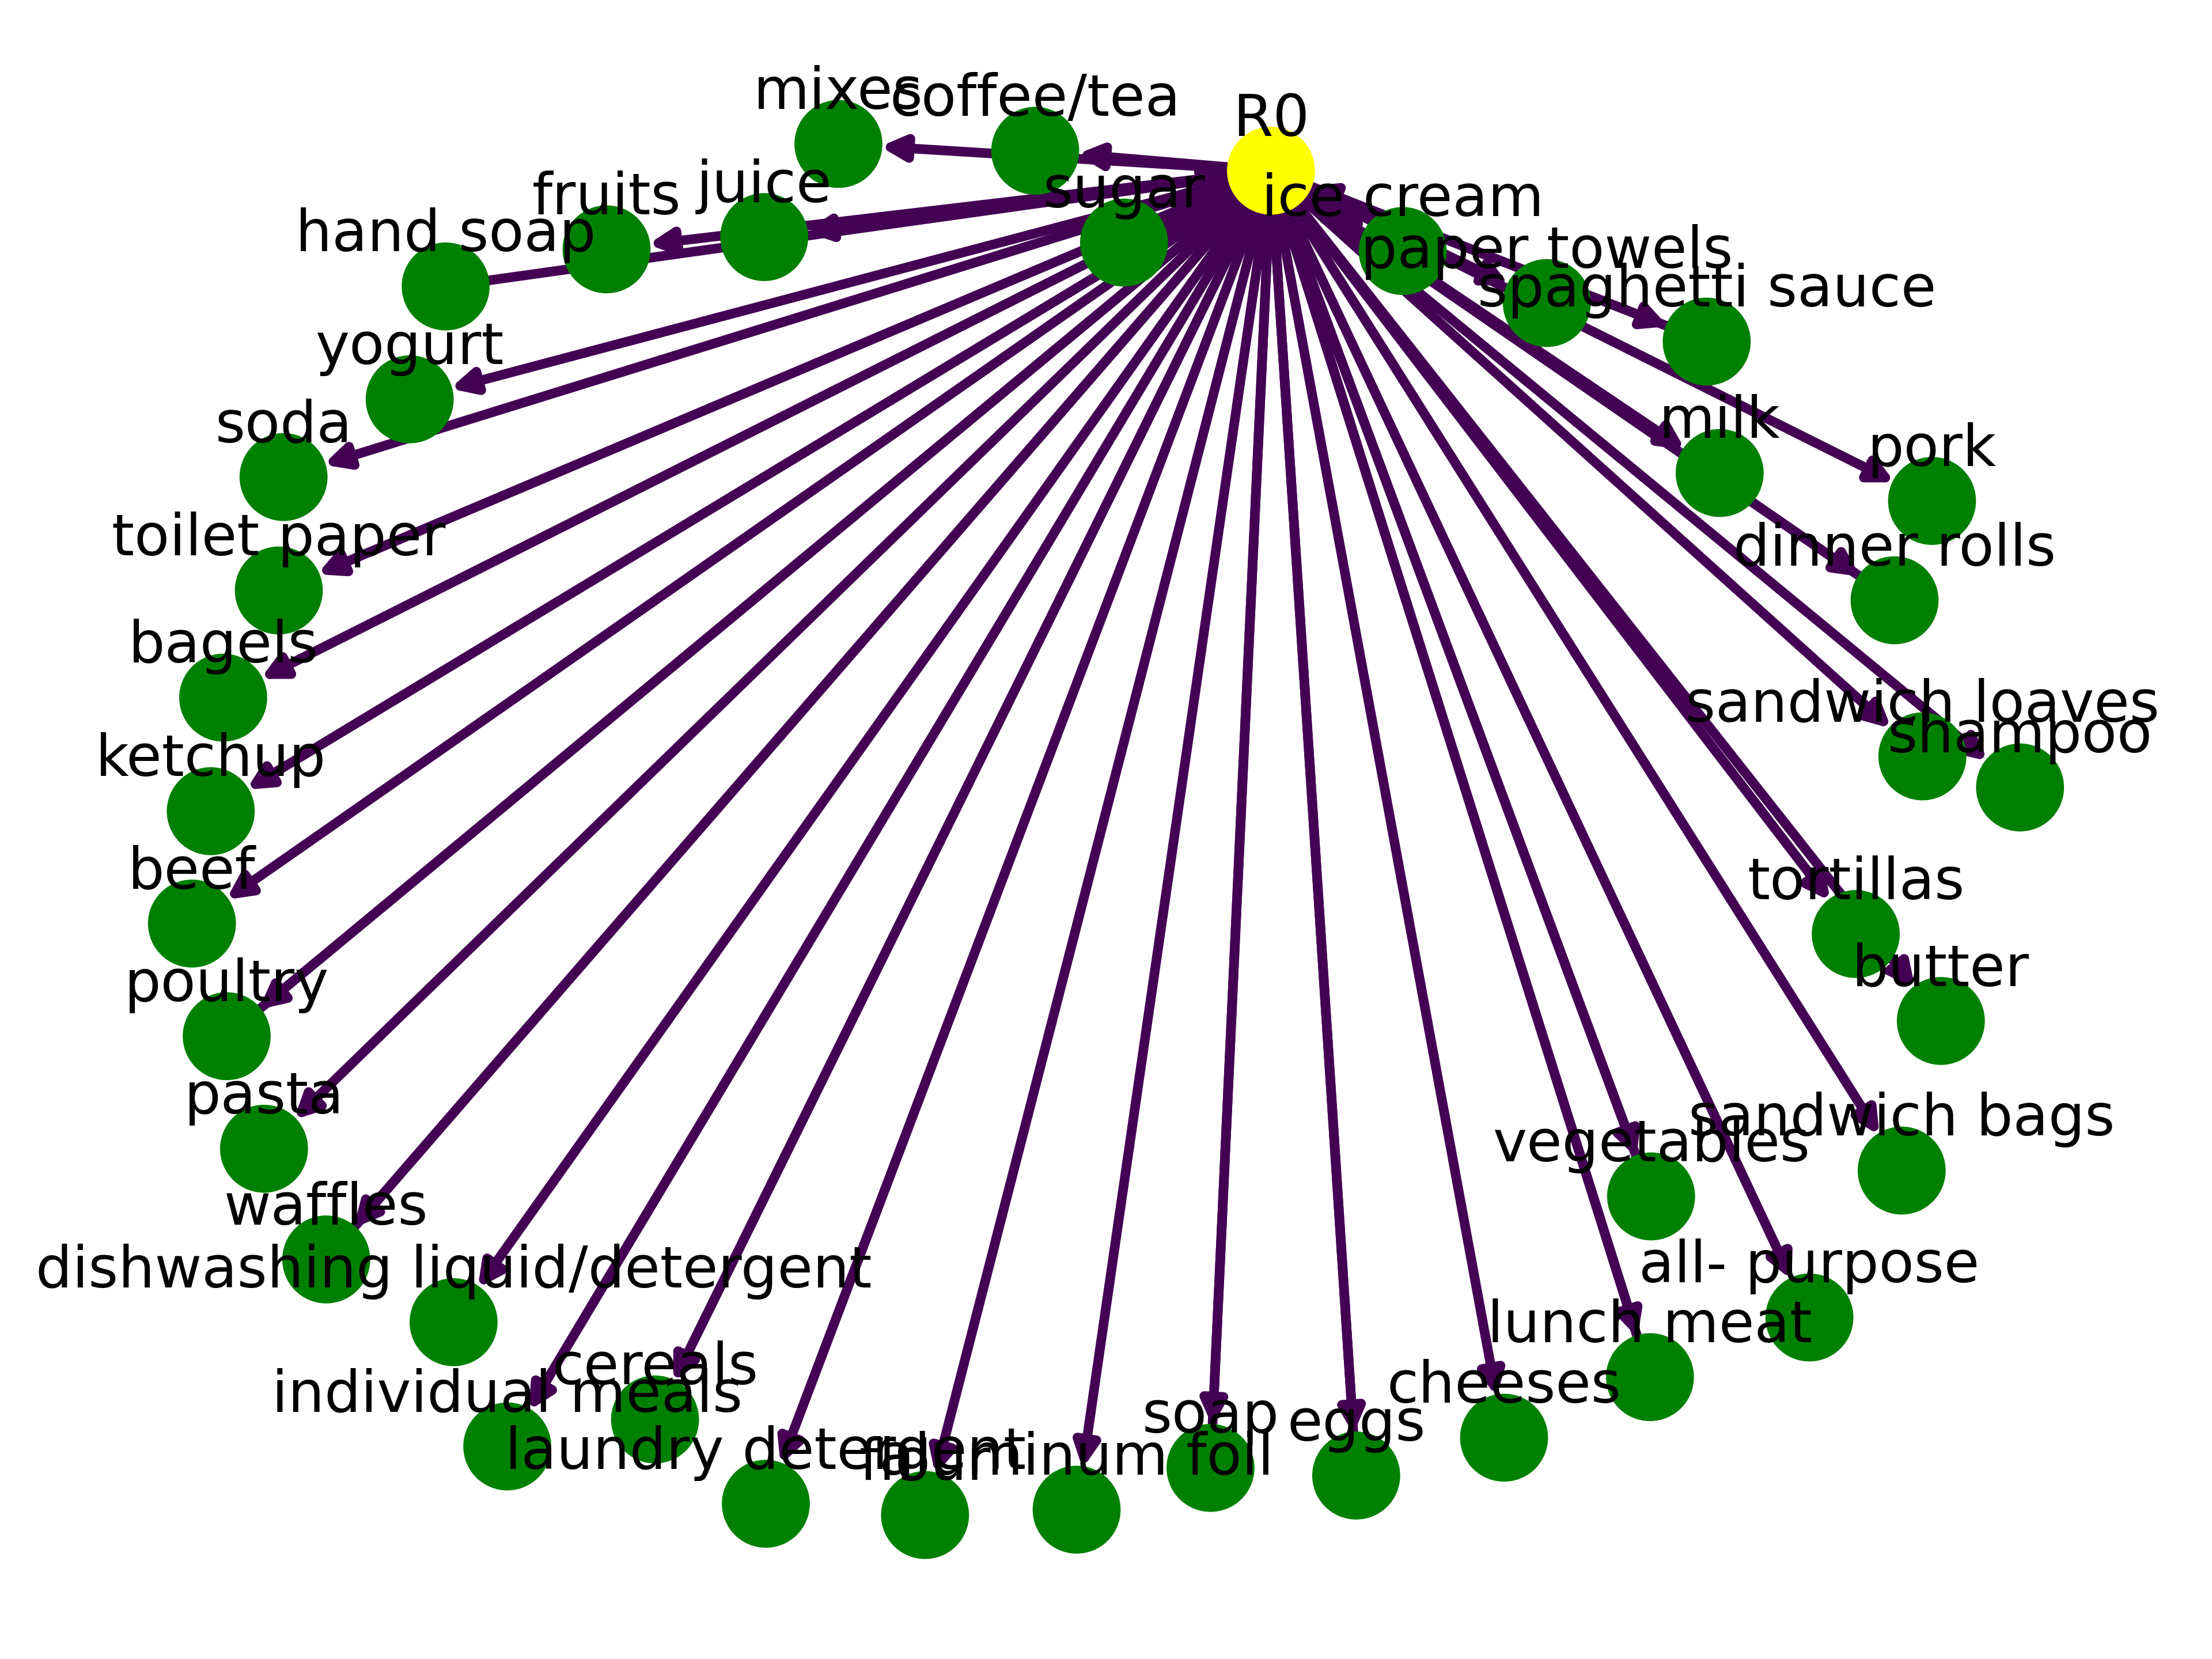 mixes
coffee/tea
R0
fruits
juice
sugar
ice cream
hand soap
paper towels
spaghetti sauce
yogurt
soda
milk
pork
toilet paper
dinner rolls
bagels
sandwich loaves
ketchup
shampoo
beef
tortillas
poultry
butter
pasta
sandwich bags
vegetables
waffles
dishwashing liquid/detergent
all- purpose
lunch meat
cereals
individual meals
cheeses
soap
eggs
laundry detergent
flour
aluminum foil